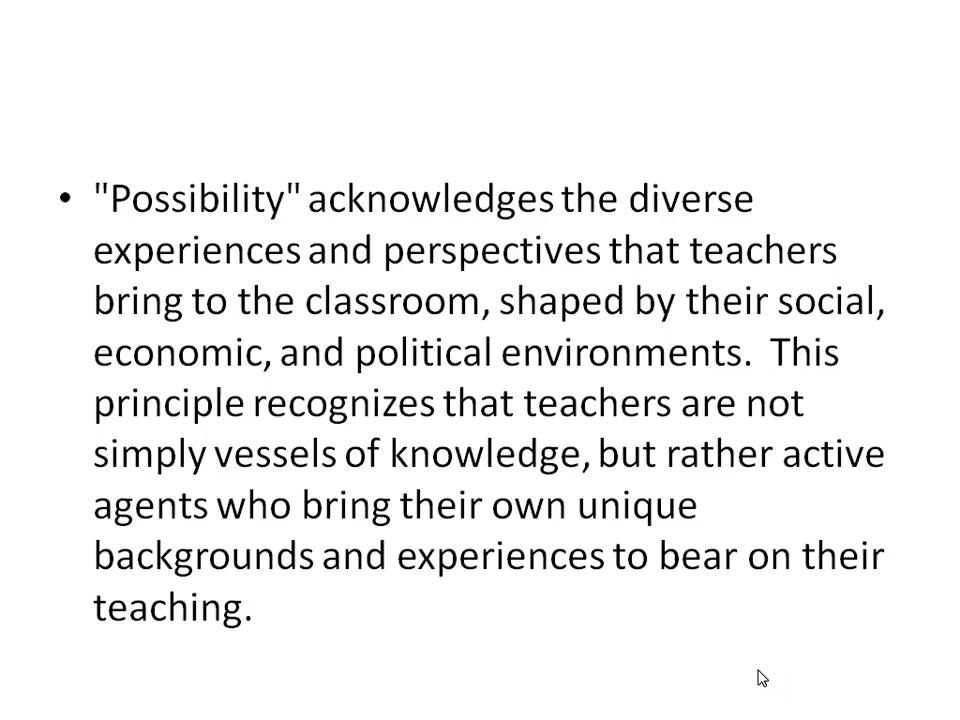 • "Possibility" acknowledges the diverse
experiences and perspectives that teachers
bring to the classroom, shaped by their social,
economic, and political environments.  This
principle recognizes that teachers are not
simply vessels of knowledge, but rather active
agents who bring their own unique
backgrounds and experiences to bear on their
teaching.